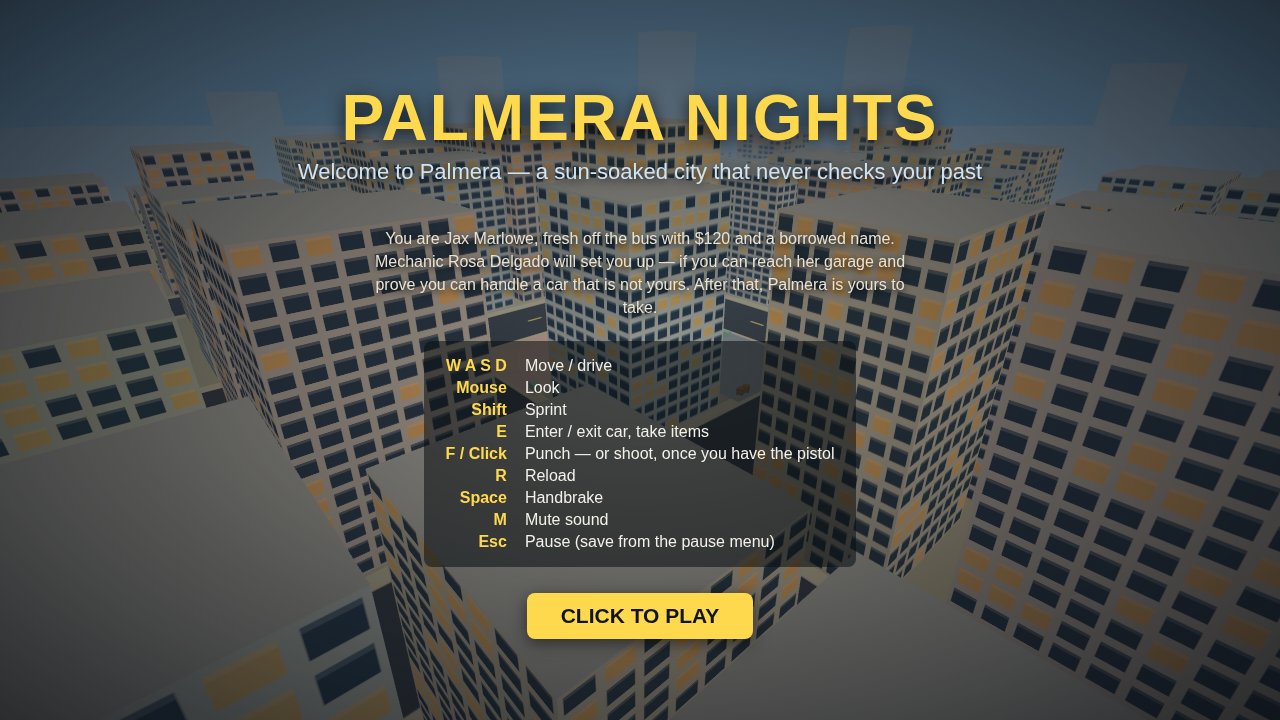 PALMERA NIGHTS
Welcome to Palmera — a sun-soaked city that never checks your past
You are Jax Marlowe, fresh off the bus with $120 and a borrowed name.
Mechanic Rosa Delgado will set you up — if you can reach her garage and
prove you can handle a car that is not yours. After that, Palmera is yours to
take.
W A S D Move / drive
Mouse Look
Shift Sprint
E Enter / exit car, take items
F / Click Punch — or shoot, once you have the pistol
R Reload
Space Handbrake
M Mute sound
Esc Pause (save from the pause menu)
CLICK TO PLAY